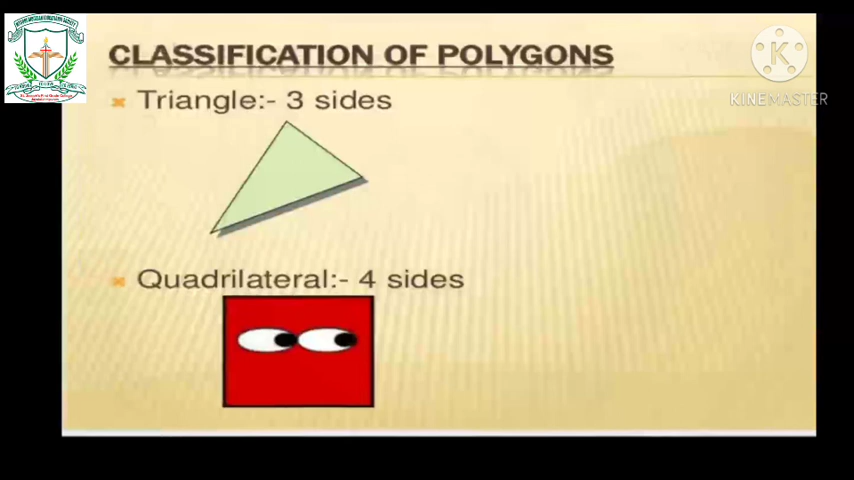 CLASSIFICATION OF POLYGONS
KINEMASTER
Triangle:- 3 sides
Quadrilateral:- 4 sides